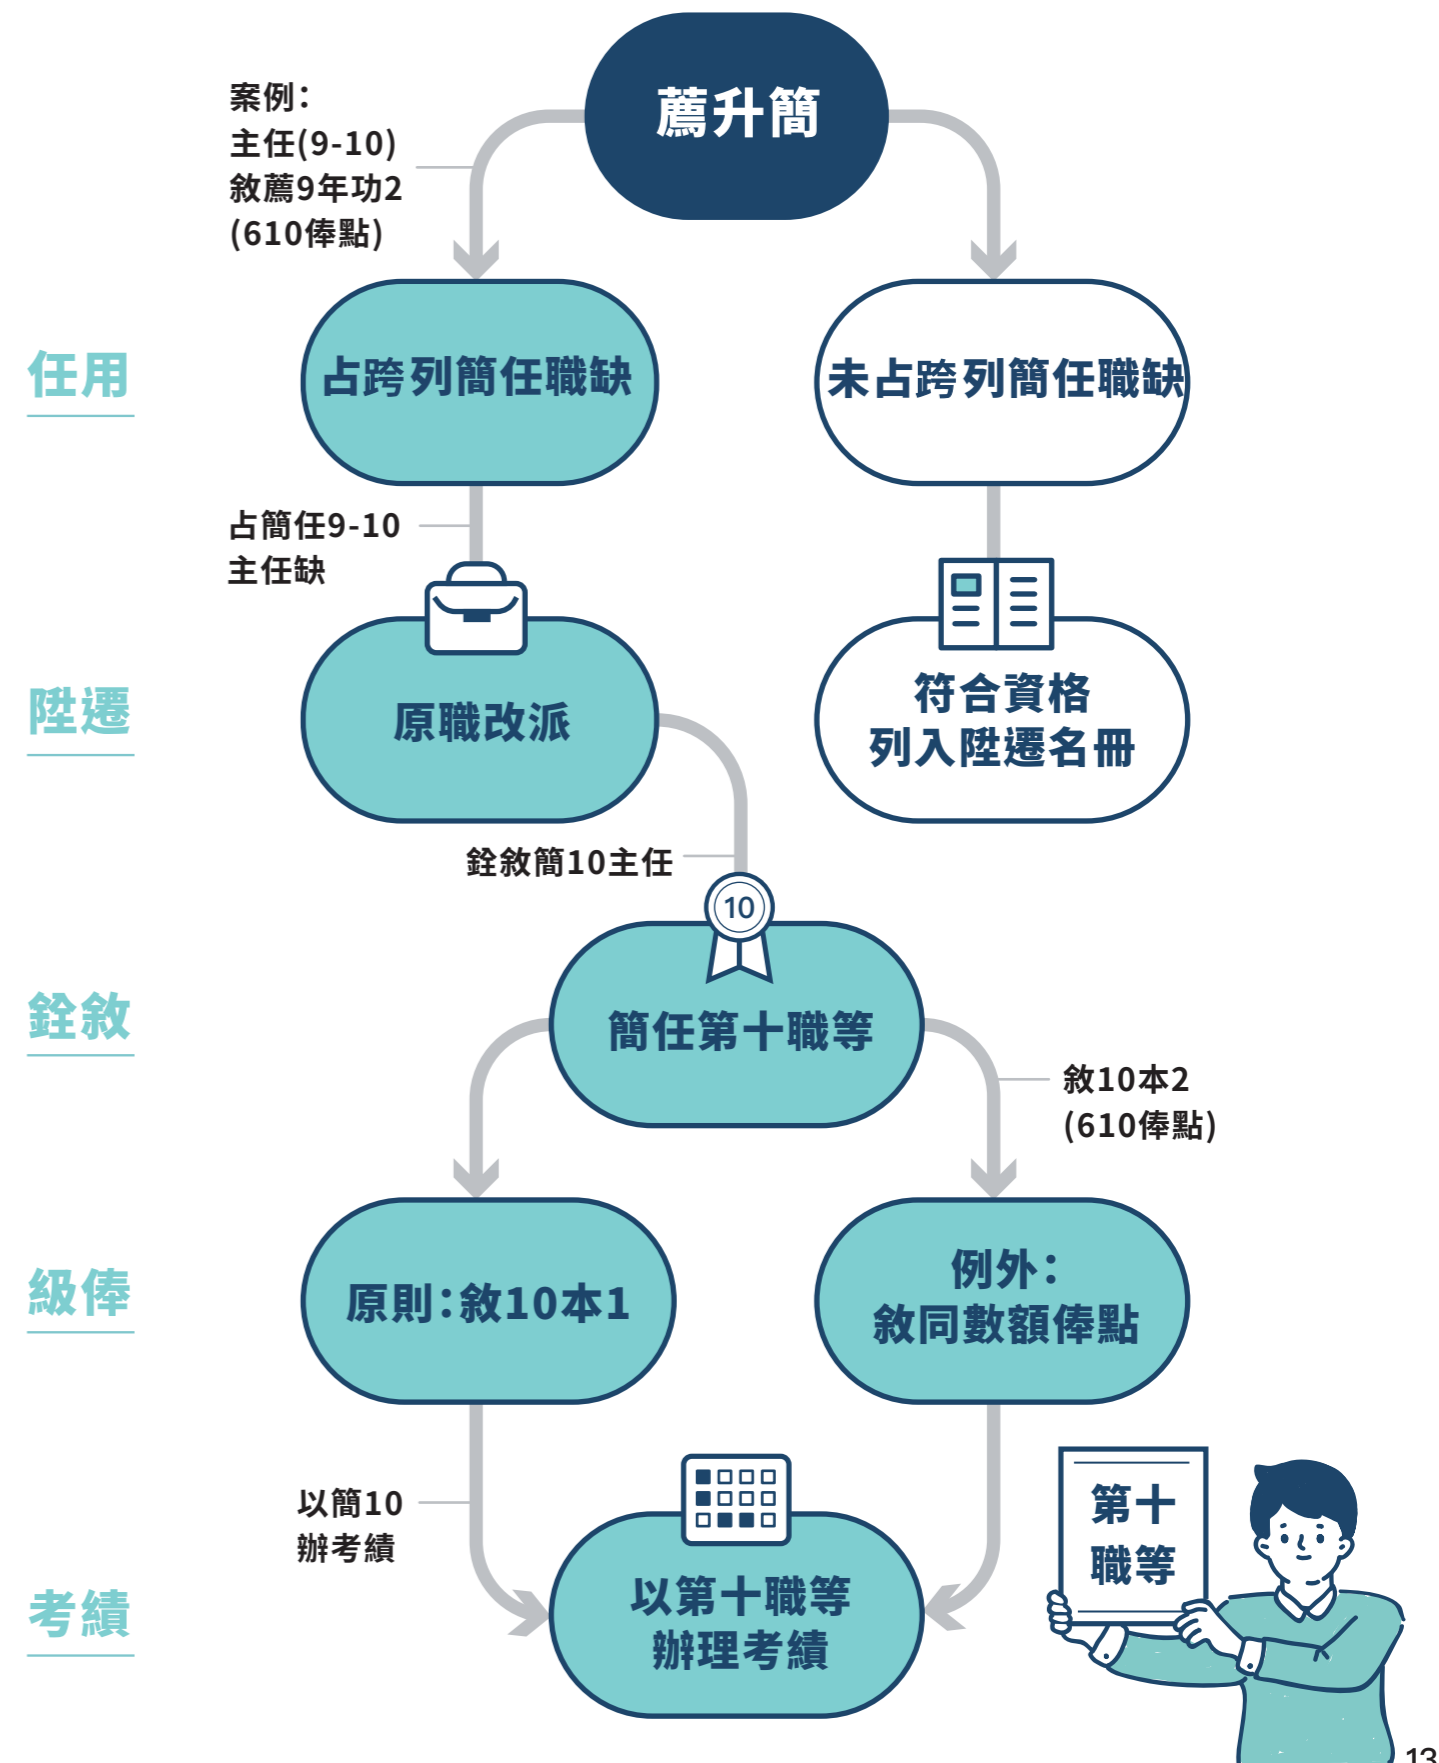 薦升簡
案例：
主任(9-10)
敘薦9年功2
(610俸點)
任用
占跨列簡任職缺
未占跨列簡任職缺
占簡任9-10
主任缺
陞遷
原職改派
符合資格
列入陞遷名冊
銓敘簡10主任
10
銓敘
簡任第十職等
敘10本2
(610俸點)
級俸
原則：敘10本1
例外：
敘同數額俸點
以簡10
辦考績
考績
以第十職等
辦理考績
第十
職等
13